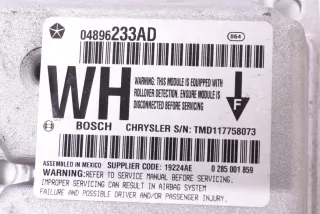 04896233AD
864
WH
WARNING: THIS MODULE IS EQUIPPED WITH
ROLLOVER DETECTION. ENSURE MODULE IS
DISCONNECTED BEFORE SERVICING
F
BOSCH CHRYSLER S/N: TMD117758073
ASSEMBLED IN MEXICO SUPPLIER CODE: 19224AE 0 285 001 859
WARNING:REFER TO SERVICE MANUAL BEFORE SERVICING.
IMPROPER SERVICING CAN RESULT IN AIRBAG SYSTEM
FAILURE AND POSSIBLE DRIVER AND/OR PASSENGER INJURY.